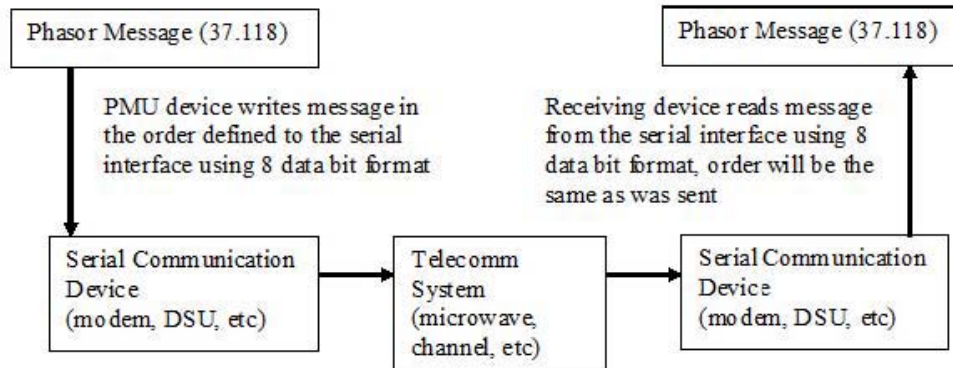 Phasor Message (37.118)
Phasor Message (37.118)
PMU device writes message in
the order defined to the serial
interface using 8 data bit format
Receiving device reads message
from the serial interface using 8
data bit format, order will be the
same as was sent
Serial Communication
Device
(modem, DSU, etc)
Telecomm
System
(microwave,
channel, etc)
Serial Communication
Device
(modem, DSU, etc)